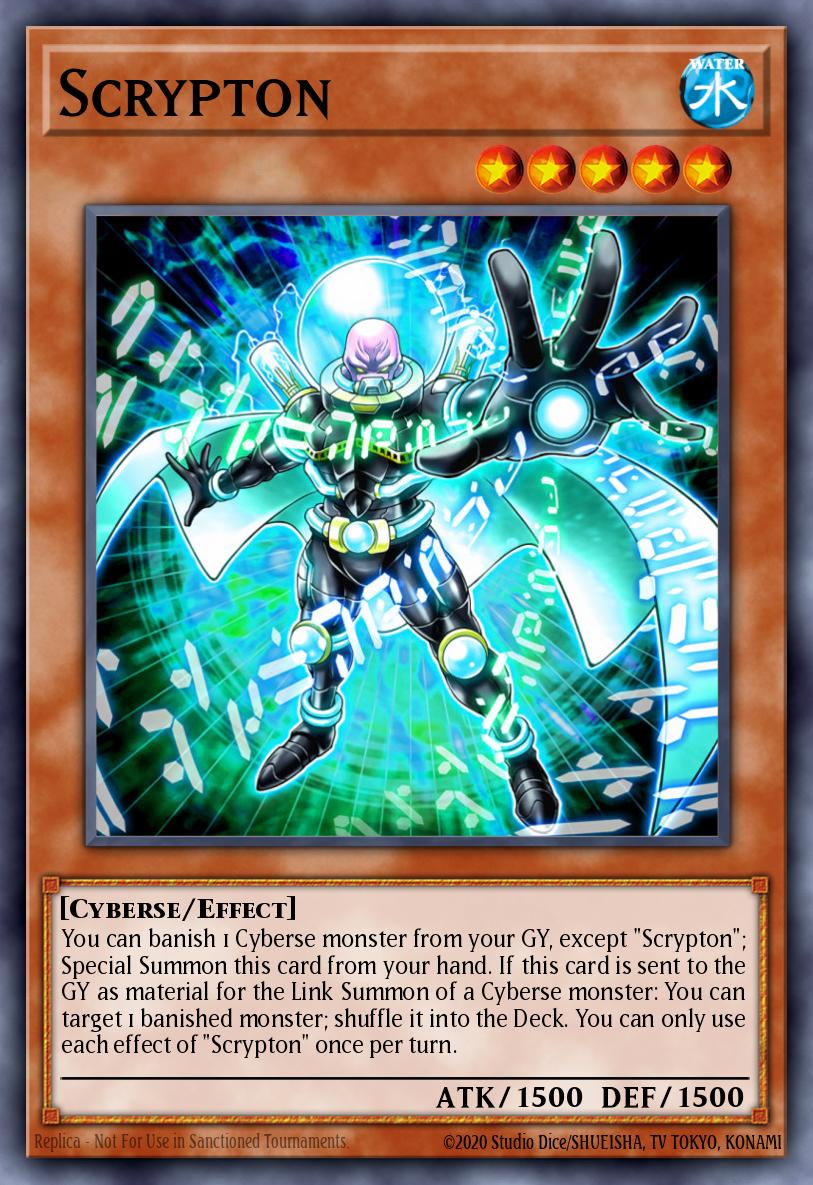 Scrypton
WATER
水
[Cyberse/Effect]
You can banish 1 Cyberse monster from your GY, except "Scrypton";
Special Summon this card from your hand. If this card is sent to the
GY as material for the Link Summon of a Cyberse monster: You can
target 1 banished monster; shuffle it into the Deck. You can only use
each effect of "Scrypton" once per turn.
ATK/1500 DEF/1500
Replica - Not For Use in Sanctioned Tournaments.
©2020 Studio Dice/SHUEISHA, TV TOKYO, KONAMI